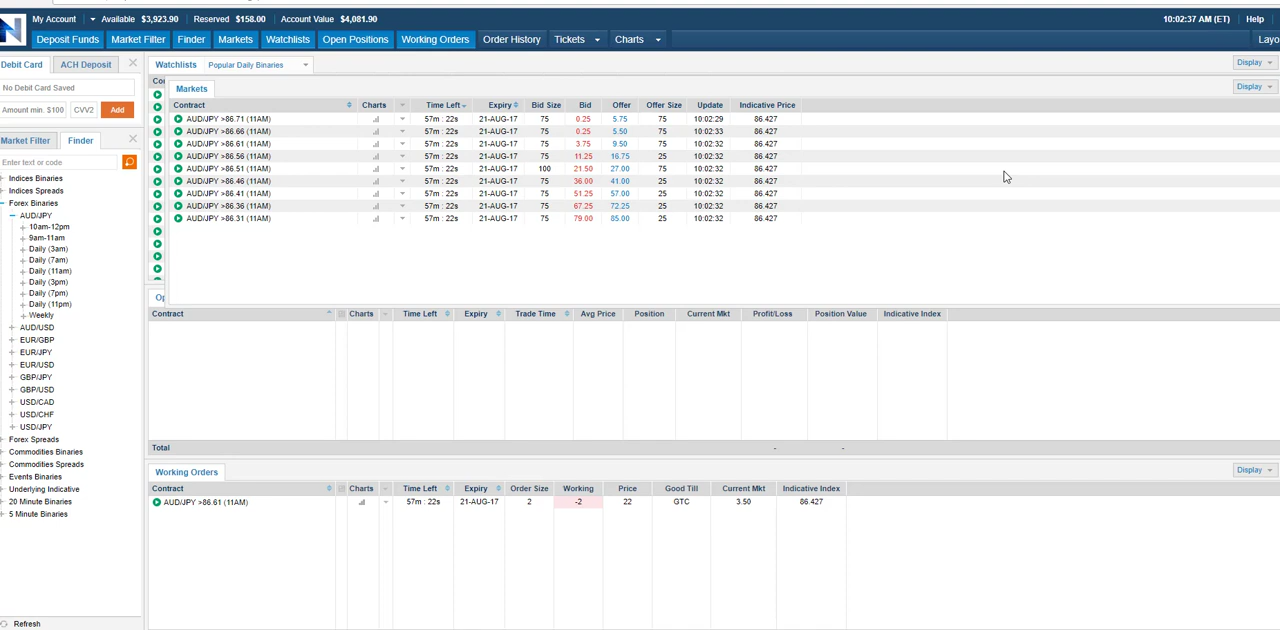 My Account Available $3,923.90 Reserved $158.00 Account Value $4,081.90 10:02:37 AM (ET) Help
Deposit Funds Market Filter Finder Markets Watchlists Open Positions Working Orders Order History Tickets Charts Layo
Debit Card ACH Deposit
No Debit Card Saved
Amount min. $100 CVV2 Add
Market Filter Finder
Enter text or code
Indices Binaries
Indices Spreads
Forex Binaries
AUD/JPY
10am-12pm
9am-11am
Daily (3am)
Daily (7am)
Daily (11am)
Daily (3pm)
Daily (7pm)
Daily (11pm)
Weekly
AUD/USD
EUR/GBP
EUR/JPY
EUR/USD
GBP/JPY
GBP/USD
USD/CAD
USD/CHF
USD/JPY
Forex Spreads
Commodities Binaries
Commodities Spreads
Events Binaries
Underlying Indicative
20 Minute Binaries
5 Minute Binaries
Refresh
Watchlists Popular Daily Binaries Display
Co
Markets Display
Contract Charts Time Left Expiry Bid Size Bid Offer Offer Size Update Indicative Price
AUD/JPY >86.71 (11AM) 57m : 22s 21-AUG-17 75 0.25 5.75 75 10:02:29 86.427
AUD/JPY >86.66 (11AM) 57m : 22s 21-AUG-17 75 0.25 5.50 75 10:02:33 86.427
AUD/JPY >86.61 (11AM) 57m : 22s 21-AUG-17 75 3.75 9.50 75 10:02:32 86.427
AUD/JPY >86.56 (11AM) 57m : 22s 21-AUG-17 75 11.25 16.75 25 10:02:32 86.427
AUD/JPY >86.51 (11AM) 57m : 22s 21-AUG-17 100 21.50 27.00 75 10:02:32 86.427
AUD/JPY >86.46 (11AM) 57m : 22s 21-AUG-17 75 36.00 41.00 25 10:02:32 86.427
AUD/JPY >86.41 (11AM) 57m : 22s 21-AUG-17 75 51.25 57.00 25 10:02:32 86.427
AUD/JPY >86.36 (11AM) 57m : 22s 21-AUG-17 75 67.25 72.25 25 10:02:32 86.427
AUD/JPY >86.31 (11AM) 57m : 22s 21-AUG-17 75 79.00 85.00 25 10:02:32 86.427
Op
Contract Charts Time Left Expiry Trade Time Avg Price Position Current Mkt Profit/Loss Position Value Indicative Index
Total - -
Working Orders Display
Contract Charts Time Left Expiry Order Size Working Price Good Till Current Mkt Indicative Index
AUD/JPY >86.61 (11AM) 57m : 22s 21-AUG-17 2 -2 22 GTC 3.50 86.427